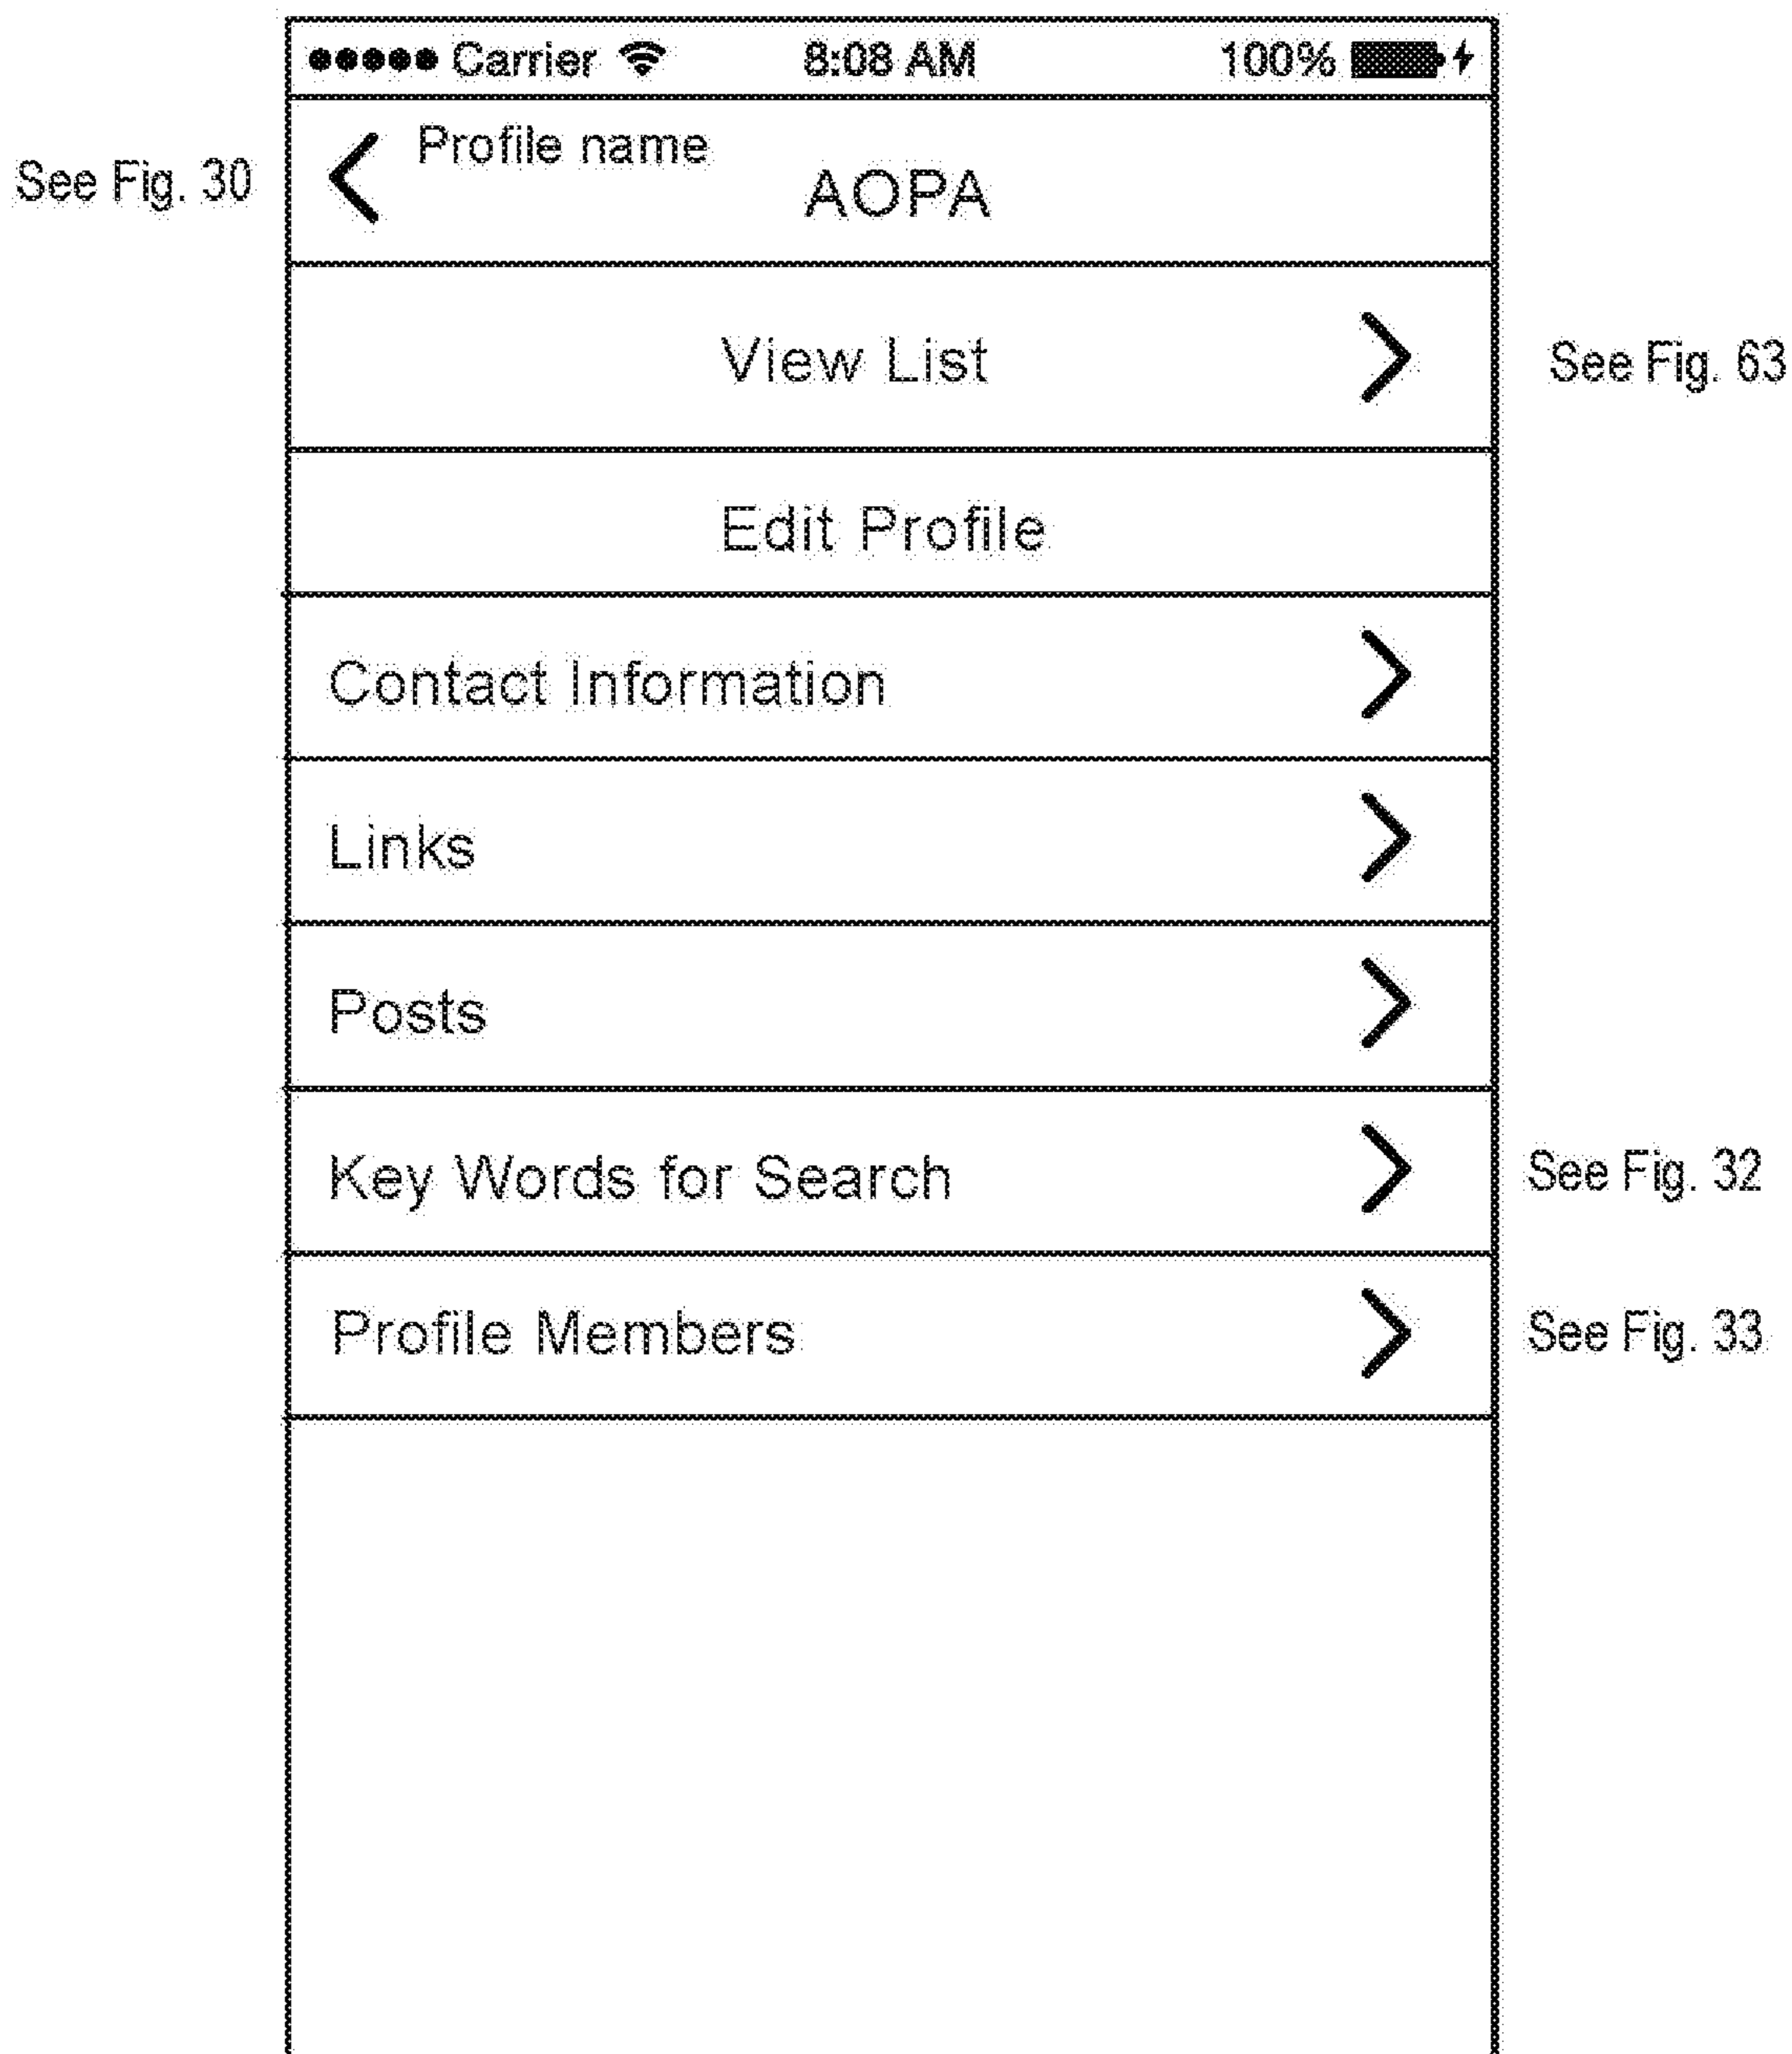 Carrier 8:08 AM 100%
Profile name
See Fig. 30 AOPA
View List See Fig. 63
Edit Profile
Contact Information
Links
Posts
Key Words for Search See Fig. 32
Profile Members See Fig. 33